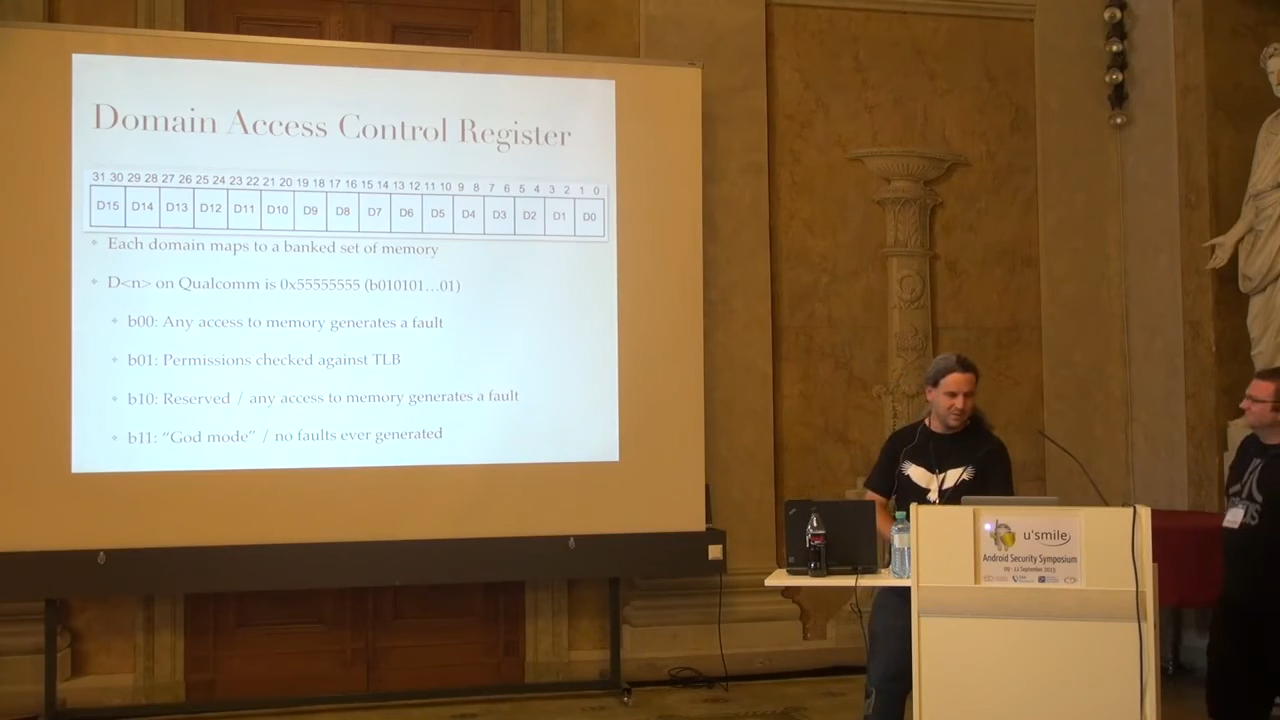 Domain Access Control Register
31 30 29 28 27 26 25 24 23 22 21 20 19 18 17 16 15 14 13 12 11 10 9 8 7 6 5 4 3 2 1 0
D15 D14 D13 D12 D11 D10 D9 D8 D7 D6 D5 D4 D3 D2 D1 D0
Each domain maps to a banked set of memory
D<n> on Qualcomm is 0x55555555 (b010101…01)
b00: Any access to memory generates a fault
b01: Permissions checked against TLB
b10: Reserved / any access to memory generates a fault
b11: “God mode” / no faults ever generated
u'smile
Android Security Symposium
09 - 11 September 2015